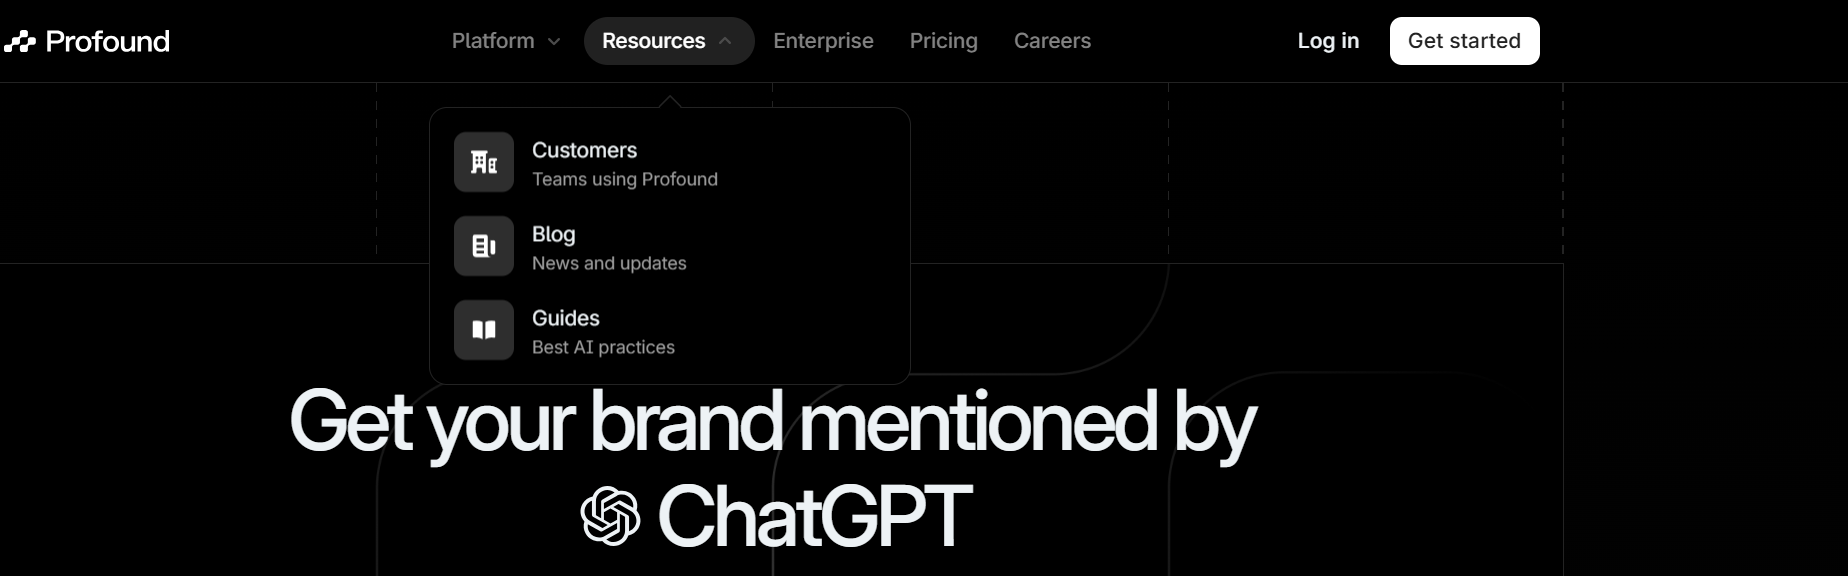 Profound
Platform
Resources
Enterprise
Pricing
Careers
Log in
Get started
Customers
Teams using Profound
Blog
News and updates
Guides
Best AI practices
Get your brand mentioned by
ChatGPT